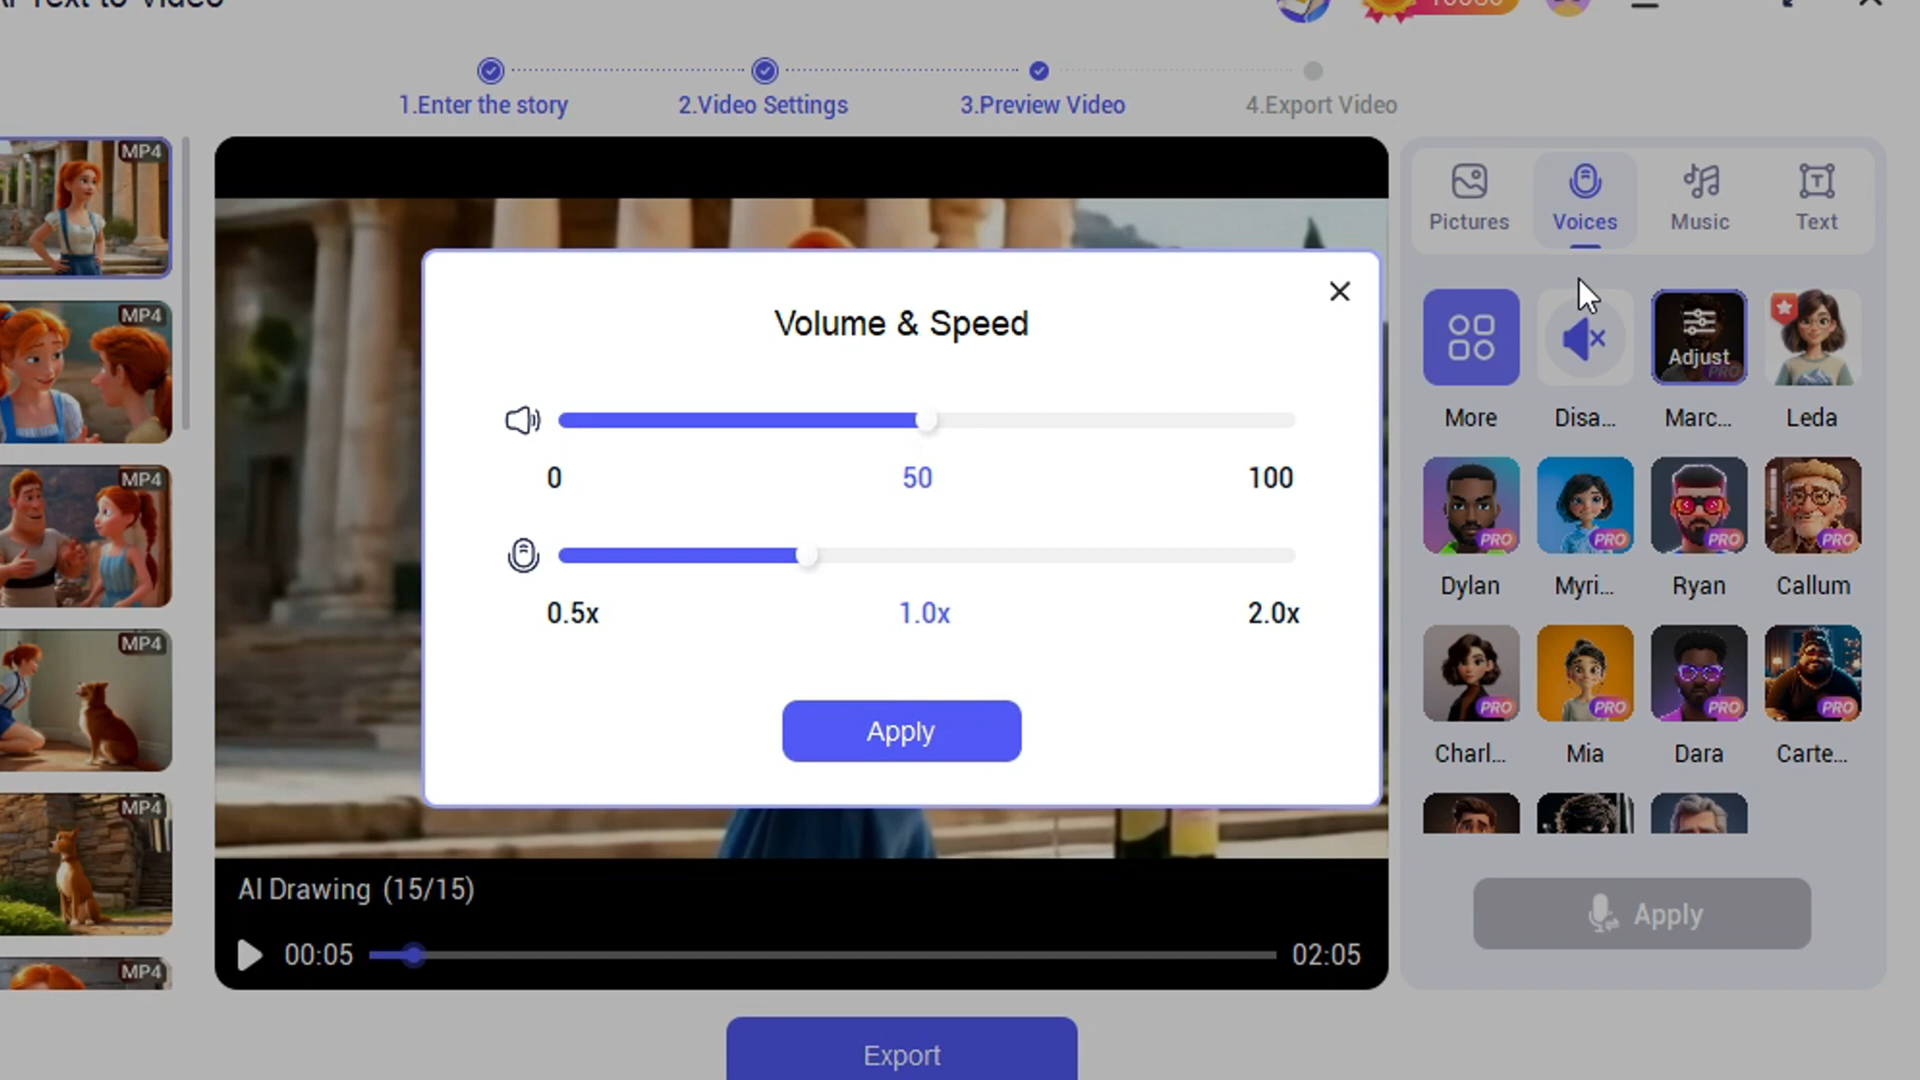 1.Enter the story
2.Video Settings
3.Preview Video
4.Export Video
MP4
MP4
MP4
MP4
MP4
MP4
Volume & Speed
0
50
100
0.5x
1.0x
2.0x
Apply
AI Drawing (15/15)
00:05
02:05
Export
Pictures
Voices
Music
Text
Adjust
PRO
More
Disa...
Marc...
Leda
PRO
PRO
PRO
PRO
Dylan
Myri...
Ryan
Callum
PRO
PRO
PRO
PRO
Charl...
Mia
Dara
Carte...
Apply